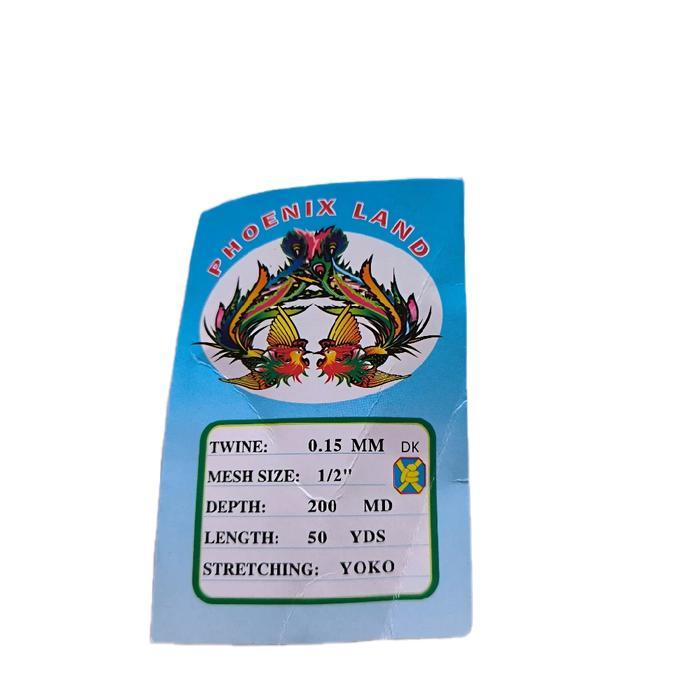 PHOENIX LAND
TWINE: 0.15 MM DK
MESH SIZE: 1/2"
DEPTH: 200 MD
LENGTH: 50 YDS
STRETCHING: YOKO